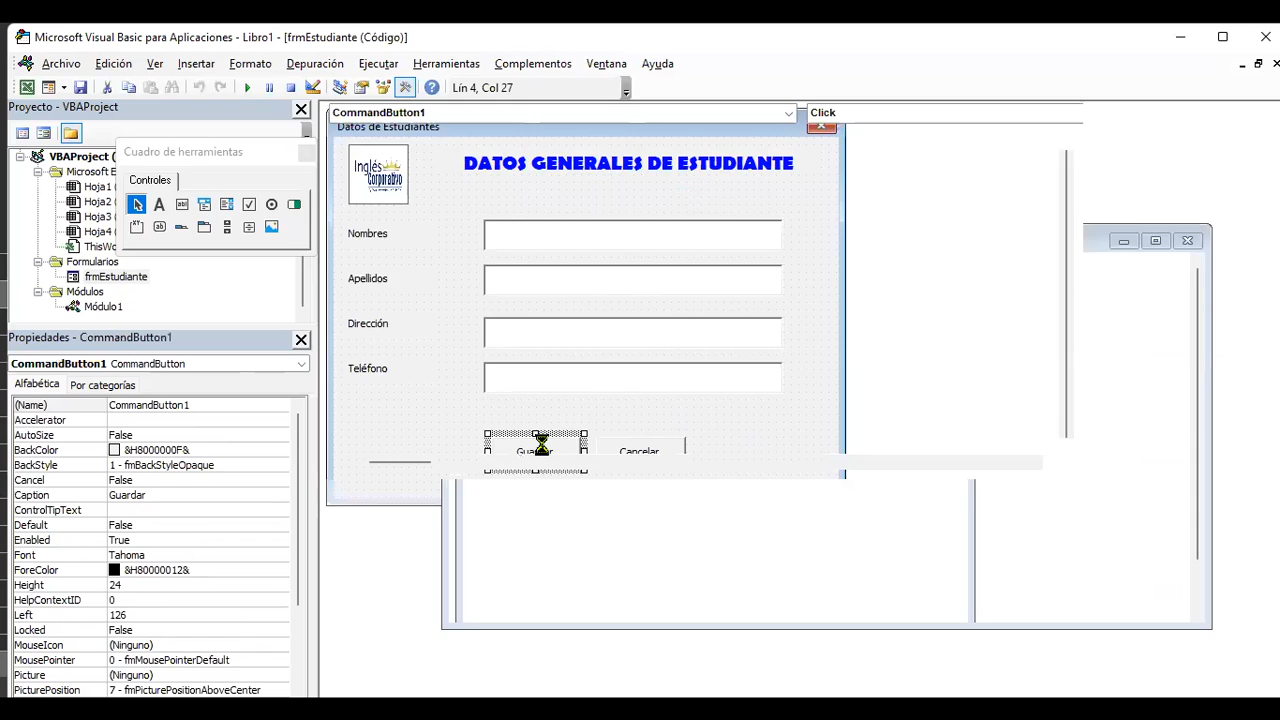 Microsoft Visual Basic para Aplicaciones - Libro1 - [frmEstudiante (Código)]
Archivo Edición Ver Insertar Formato Depuración Ejecutar Herramientas Complementos Ventana Ayuda
Lín 4, Col 27
Proyecto - VBAProject
CommandButton1 Click
Datos de Estudiantes
VBAProject (
Cuadro de herramientas
Microsoft E
Controles
Hoja1 (
Hoja2 (
Hoja3 (
Hoja4 (
ThisWo
Formularios
frmEstudiante
Módulos
Módulo1
Inglés
Corporativo
DATOS GENERALES DE ESTUDIANTE
Nombres
Apellidos
Dirección
Teléfono
Cancelar
Propiedades - CommandButton1
CommandButton1 CommandButton
Alfabética Por categorías
(Name) CommandButton1
Accelerator
AutoSize False
BackColor &H8000000F&
BackStyle 1 - fmBackStyleOpaque
Cancel False
Caption Guardar
ControlTipText
Default False
Enabled True
Font Tahoma
ForeColor &H80000012&
Height 24
HelpContextID 0
Left 126
Locked False
MouseIcon (Ninguno)
MousePointer 0 - fmMousePointerDefault
Picture (Ninguno)
PicturePosition 7 - fmPicturePositionAboveCenter